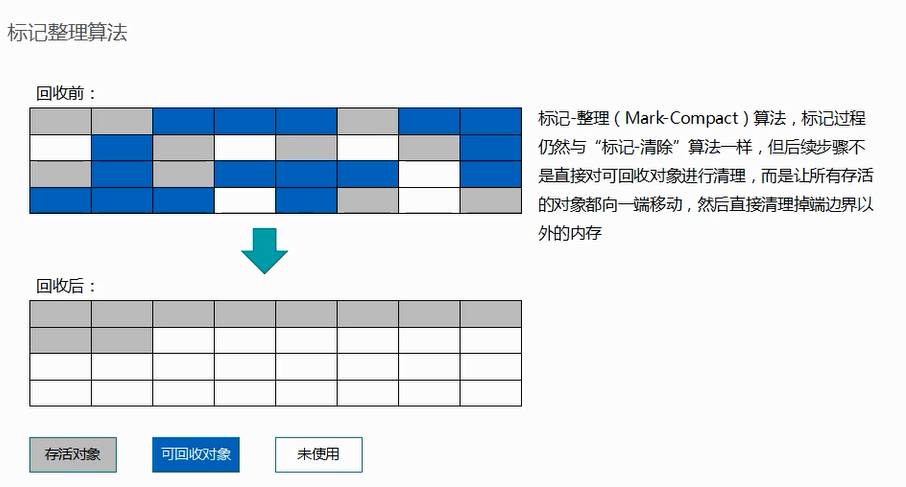 标记整理算法
回收前：
标记-整理（Mark-Compact）算法，标记过程
仍然与“标记-清除”算法一样，但后续步骤不
是直接对可回收对象进行清理，而是让所有存活
的对象都向一端移动，然后直接清理掉端边界以
外的内存
回收后：
存活对象
可回收对象
未使用